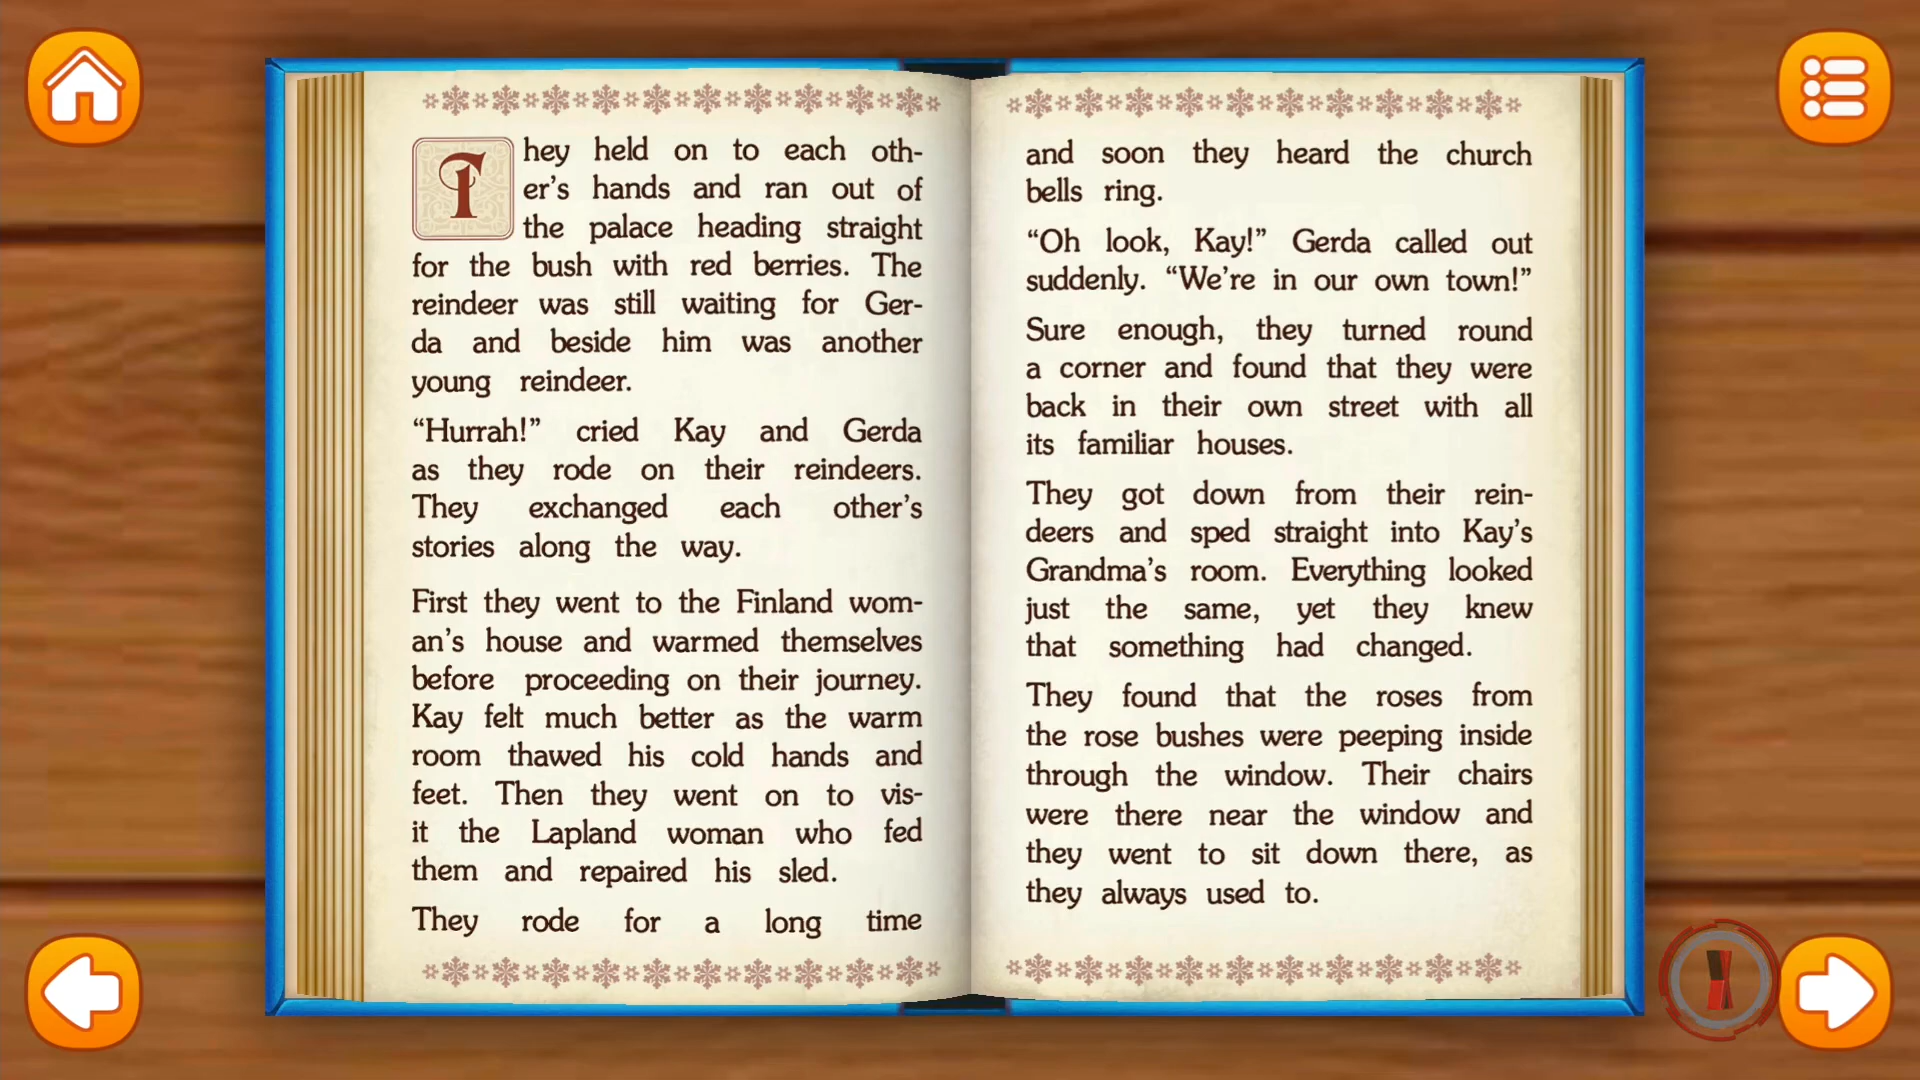 They held on to each oth-
er's hands and ran out of
the palace heading straight
for the bush with red berries. The
reindeer was still waiting for Ger-
da and beside him was another
young reindeer.
“Hurrah!” cried Kay and Gerda
as they rode on their reindeers.
They exchanged each other's
stories along the way.
First they went to the Finland wom-
an's house and warmed themselves
before proceeding on their journey.
Kay felt much better as the warm
room thawed his cold hands and
feet. Then they went on to vis-
it the Lapland woman who fed
them and repaired his sled.
They rode for a long time
and soon they heard the church
bells ring.
“Oh look, Kay!” Gerda called out
suddenly. “We're in our own town!”
Sure enough, they turned round
a corner and found that they were
back in their own street with all
its familiar houses.
They got down from their rein-
deers and sped straight into Kay's
Grandma's room. Everything looked
just the same, yet they knew
that something had changed.
They found that the roses from
the rose bushes were peeping inside
through the window. Their chairs
were there near the window and
they went to sit down there, as
they always used to.